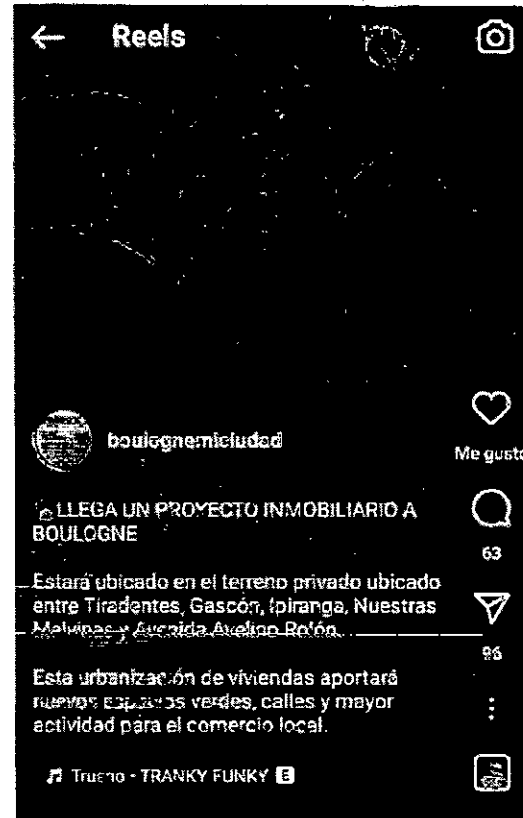 Reels
boulognemiciudad
Me gusta
LLEGA UN PROYECTO INMOBILIARIO A
BOULOGNE
63
Estará ubicado en el terreno privado ubicado
entre Tiradentes, Gascón, Ipiranga, Nuestras
Malvinas y Avenida Avelino Rolón.
96
Esta urbanización de viviendas aportará
nuevos espacios verdes, calles y mayor
actividad para el comercio local.
Trueno - TRANKY FUNKY E